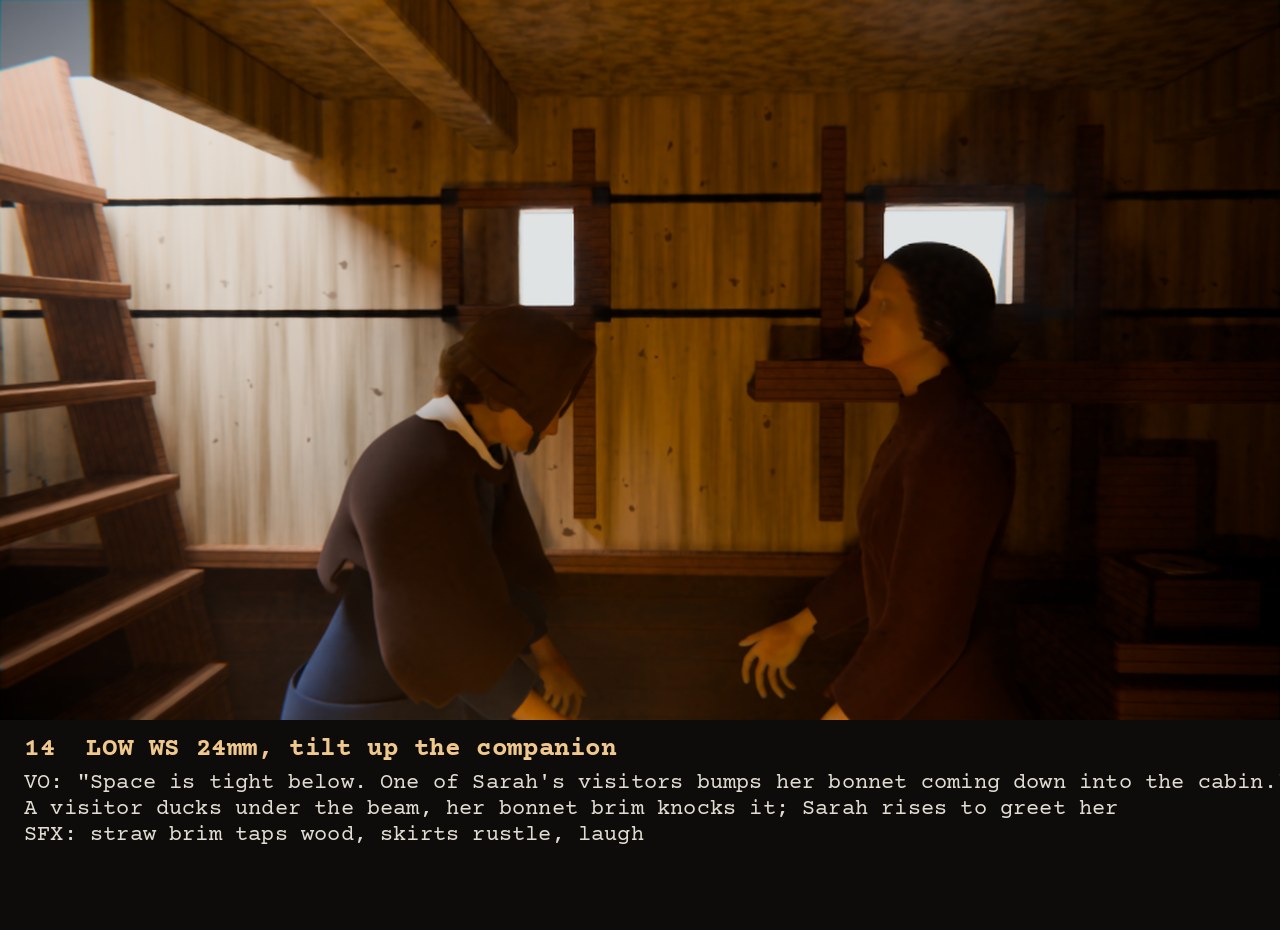 14  LOW WS 24mm, tilt up the companion
VO: "Space is tight below. One of Sarah's visitors bumps her bonnet coming down into the cabin.
A visitor ducks under the beam, her bonnet brim knocks it; Sarah rises to greet her
SFX: straw brim taps wood, skirts rustle, laugh